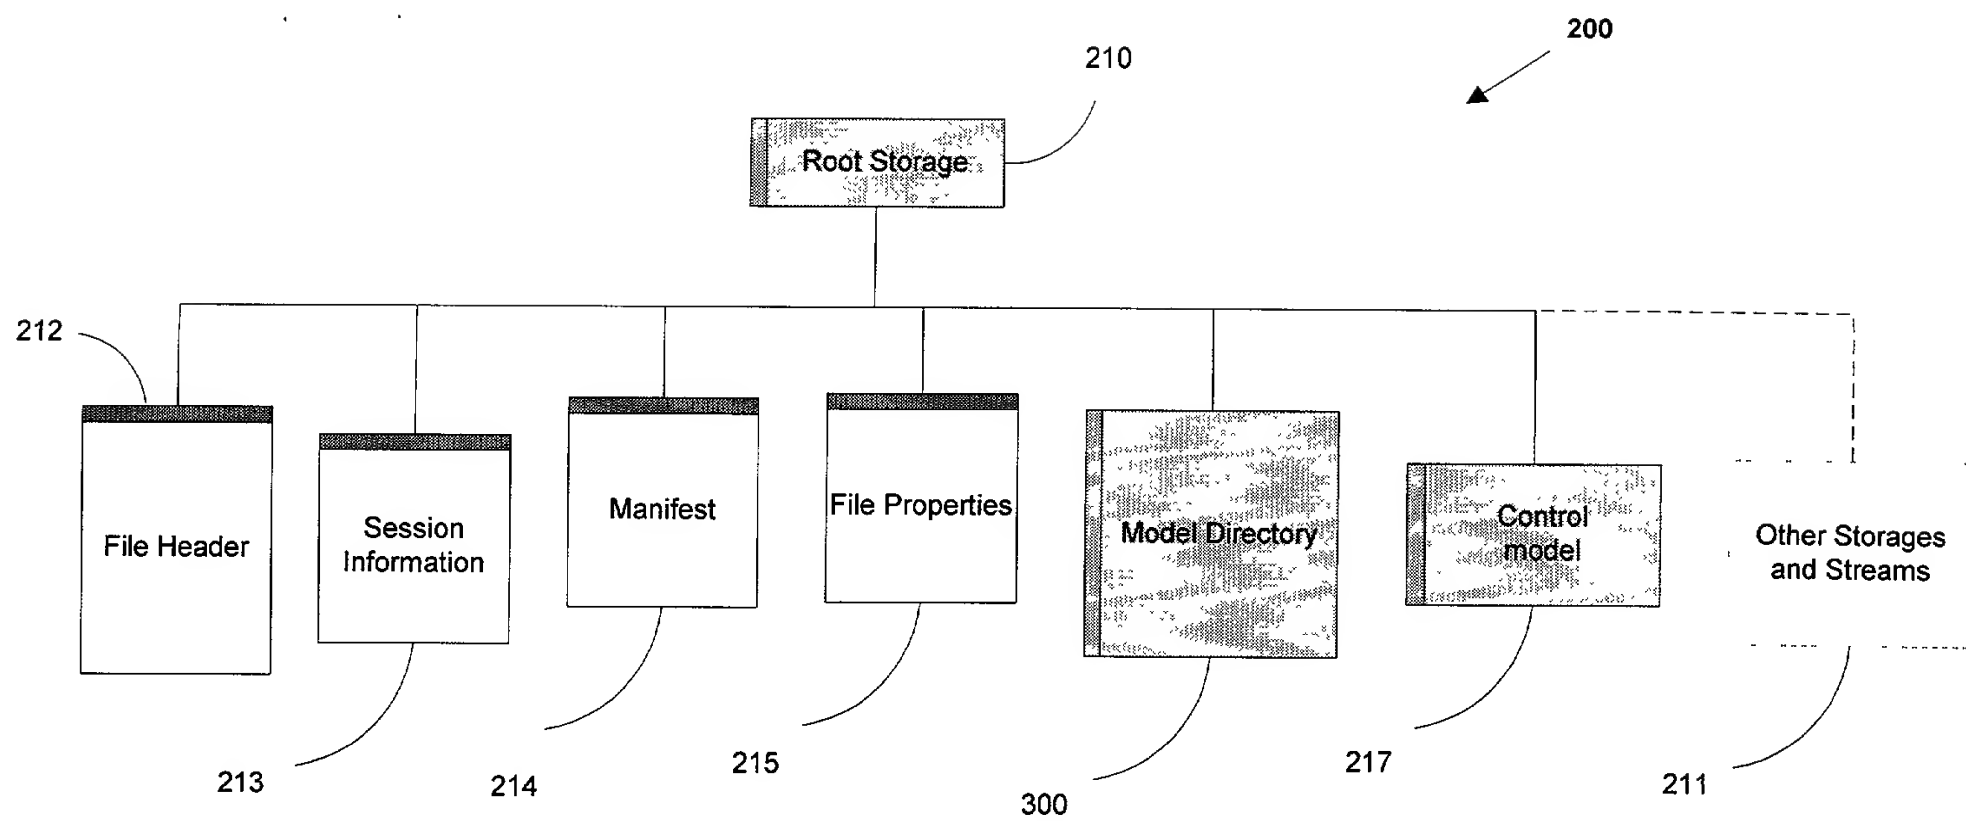 200
210
Root Storage
212
File Header
Session
Information
Manifest
File Properties
Model Directory
Control
model
Other Storages
and Streams
213
214
215
300
217
211